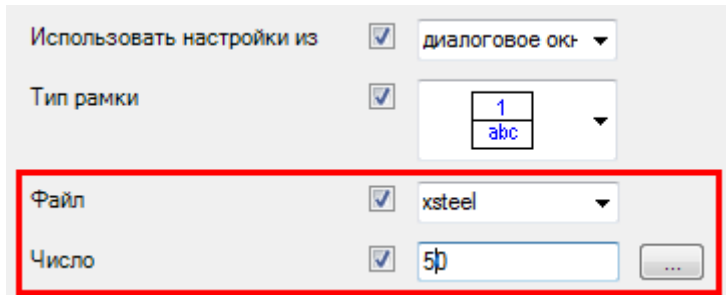 Использовать настройки из диалоговое окн
Тип рамки
1
abc
Файл xsteel
Число 50 ...